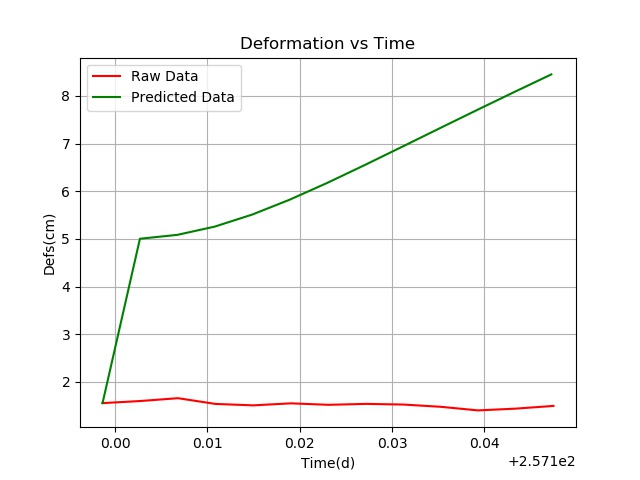 Deformation vs Time
Raw Data
Predicted Data
8
7
6
5
4
3
2
Defs(cm)
0.00 0.01 0.02 0.03 0.04
Time(d)
+2.571e2